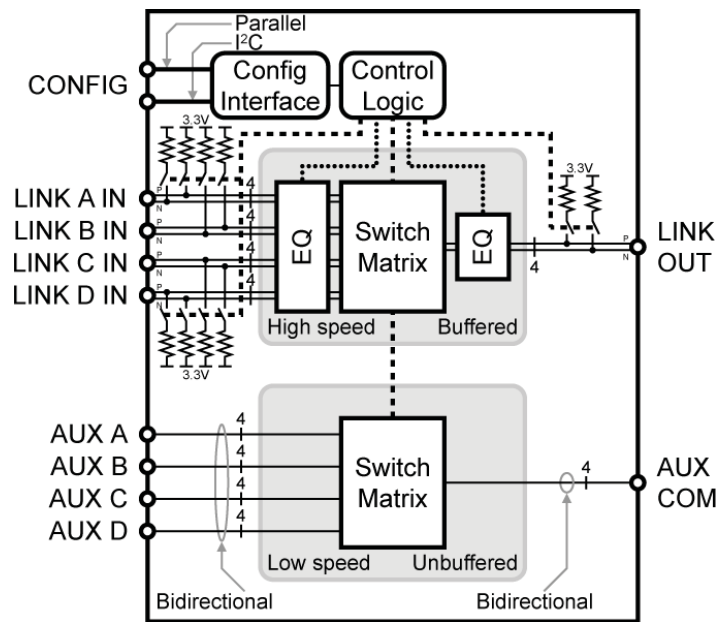 Parallel
I²C
CONFIG
Config
Interface
Control
Logic
3.3V
3.3V
P
N
P
N
LINK A IN
LINK B IN
LINK C IN
LINK D IN
4
4
4
4
EQ
Switch
Matrix
EQ
4
P
N
LINK
OUT
High speed
Buffered
3.3V
AUX A
AUX B
AUX C
AUX D
4
4
4
4
Switch
Matrix
4
AUX
COM
Low speed
Unbuffered
Bidirectional
Bidirectional